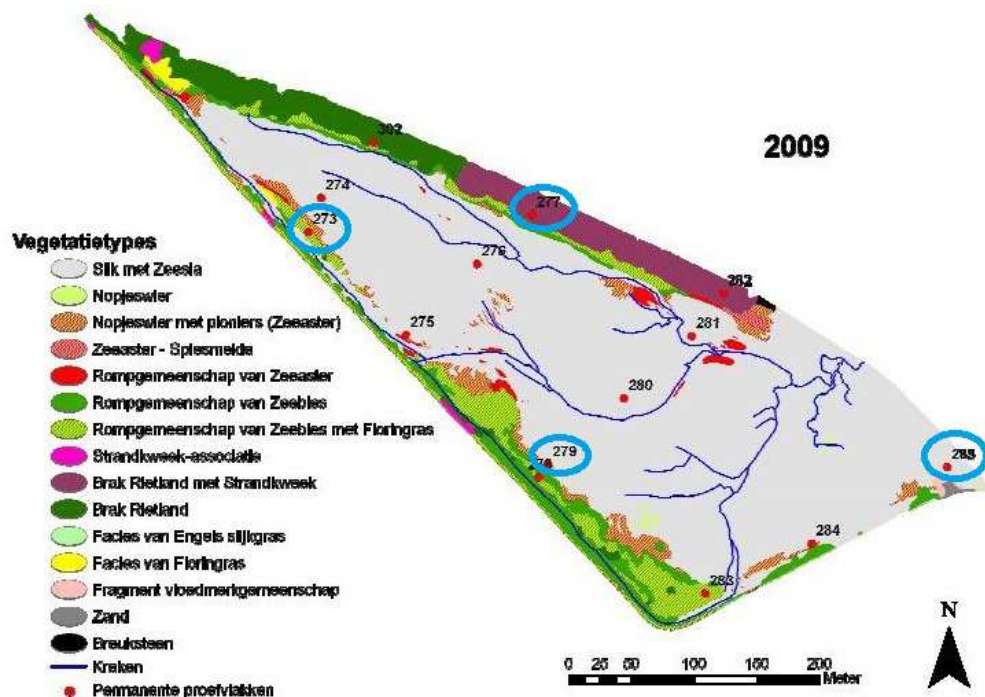 302
2009
274
277
273
276
282
281
275
280
279
284
283
Vegetatietypes
Slik met Zeesla
Nopjeswier
Nopjeswier met pioniers (Zeeaster)
Zeeaster - Spiesmelde
Rompgemeenschap van Zeeaster
Rompgemeenschap van Zeebies
Rompgemeenschap van Zeebies met Fioringras
Strandkweek-associatie
Brak Rietland met Strandkweek
Brak Rietland
Facies van Engels slijkgras
Facies van Fioringras
Fragment vloedmerkgemeenschap
Zand
Breuksteen
Kreken
Permanente proefvlakken
N
0 25 50 100 150 200
Meter